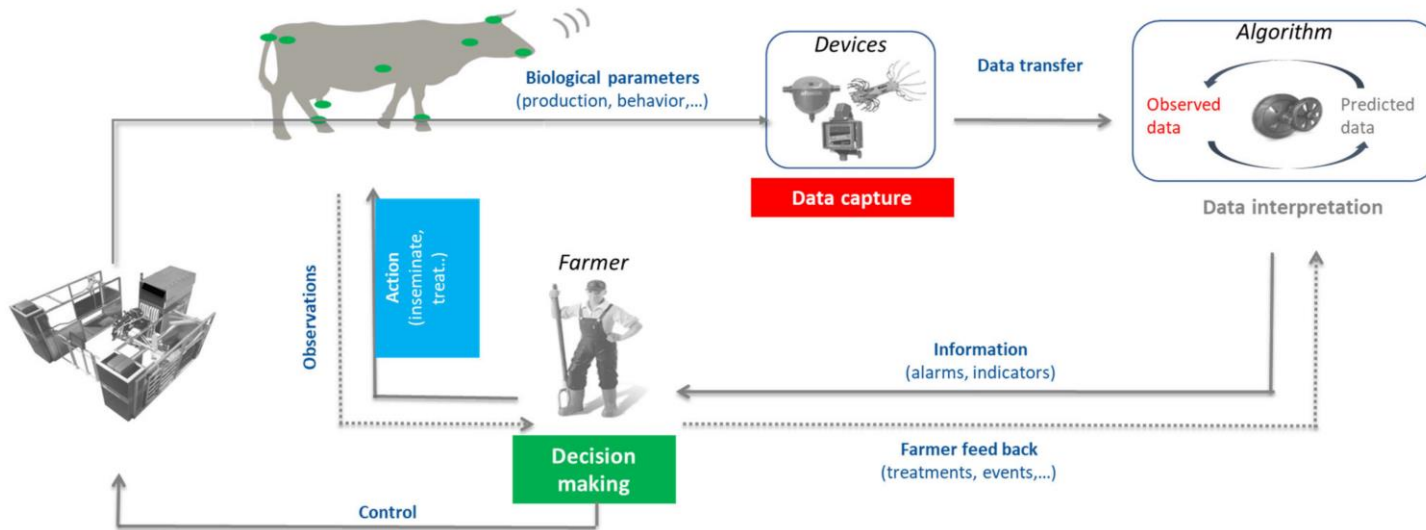 Devices
Algorithm
Biological parameters
(production, behavior,...)
Data transfer
Observed
data
Predicted
data
Data capture
Data interpretation
Observations
Action
(inseminate,
treat..)
Farmer
Information
(alarms, indicators)
Decision
making
Farmer feed back
(treatments, events,...)
Control